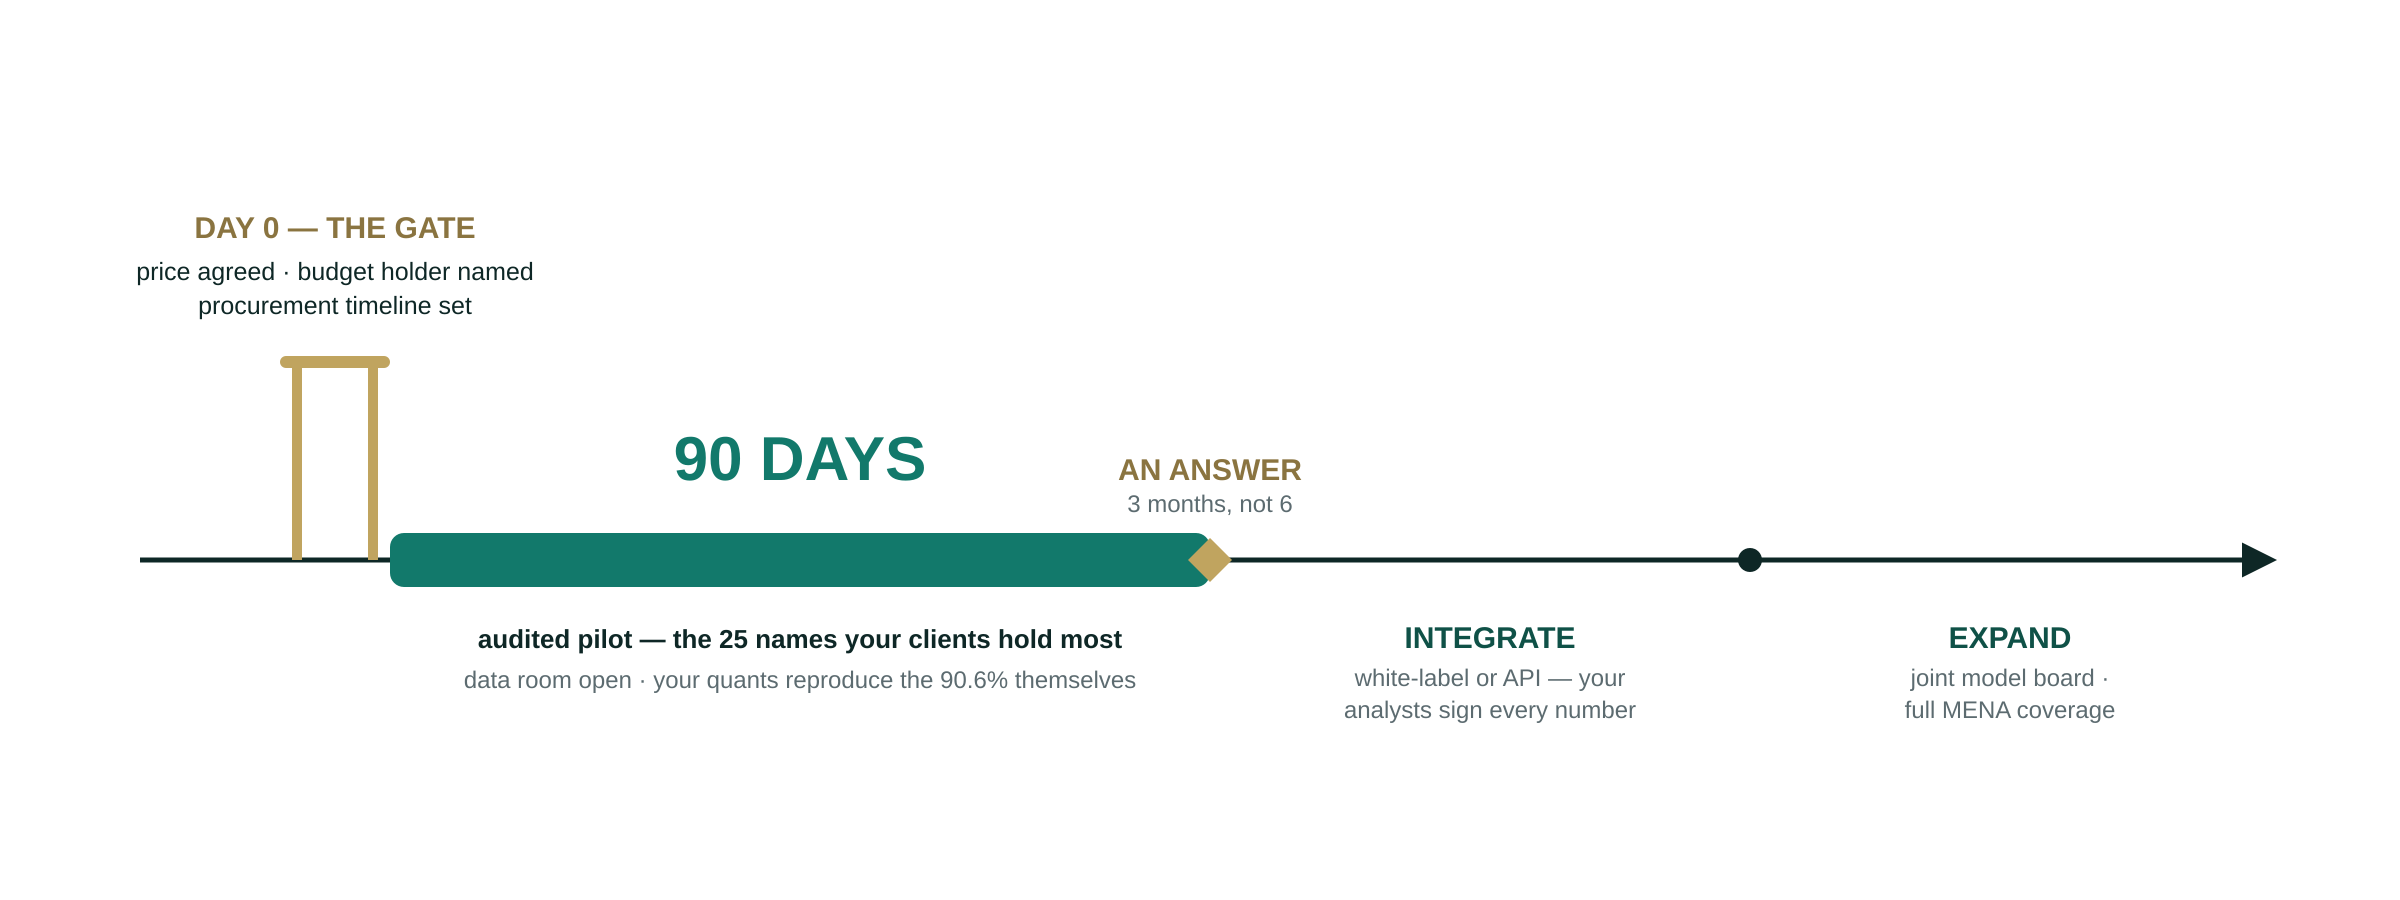 DAY 0 — THE GATE
price agreed · budget holder named
procurement timeline set
90 DAYS
AN ANSWER
3 months, not 6
audited pilot — the 25 names your clients hold most
data room open · your quants reproduce the 90.6% themselves
INTEGRATE
white-label or API — your
analysts sign every number
EXPAND
joint model board ·
full MENA coverage